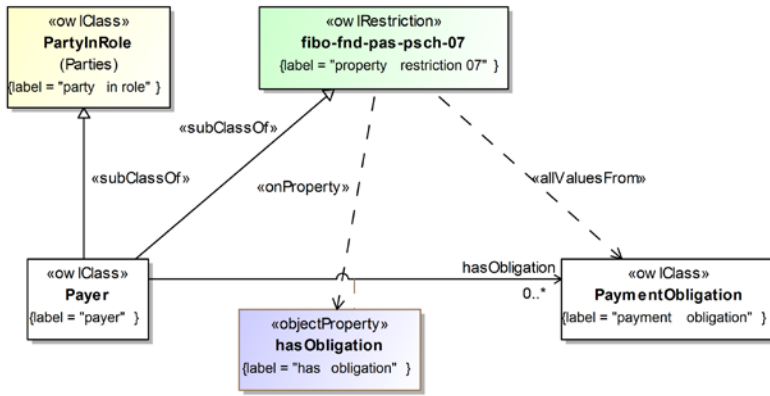 «owlClass»
PartyInRole
(Parties)
{label = "party in role" }
«owlRestriction»
fibo-fnd-pas-psch-07
{label = "property restriction 07" }
«subClassOf»
«subClassOf»
«onProperty»
«allValuesFrom»
«owlClass»
Payer
{label = "payer" }
hasObligation
0..*
«owlClass»
PaymentObligation
{label = "payment obligation" }
«objectProperty»
hasObligation
{label = "has obligation" }